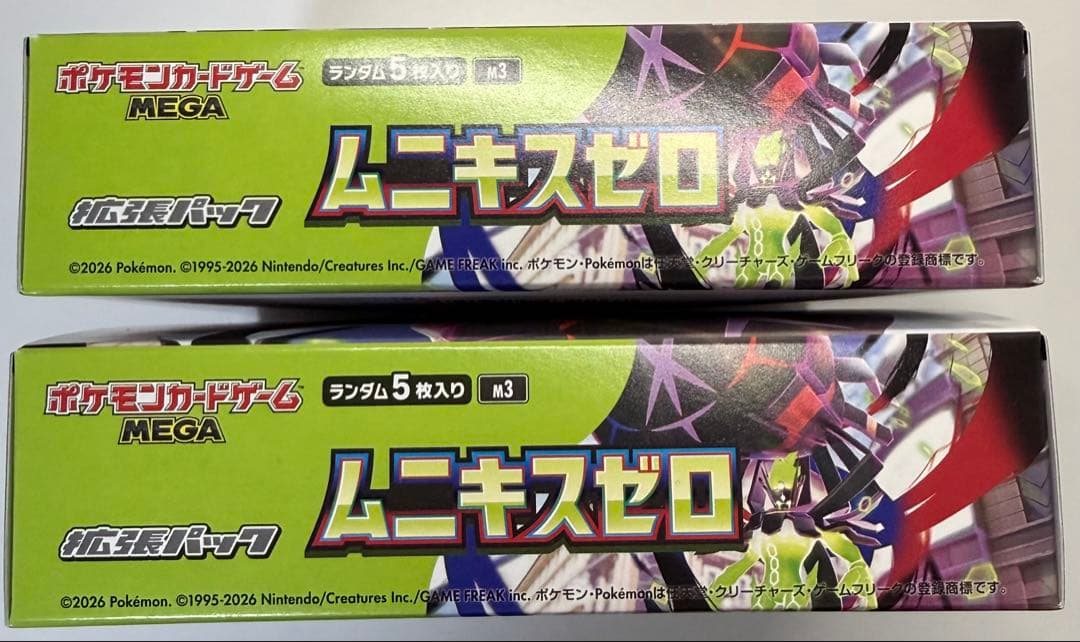 ポケモンカードゲーム
MEGA
ランダム5枚入り M3
ムニキスゼロ
拡張パック
©2026 Pokémon. ©1995-2026 Nintendo/Creatures Inc./GAME FREAK inc. ポケモン・Pokémonは任天堂・クリーチャーズ・ゲームフリークの登録商標です。
ポケモンカードゲーム
MEGA
ランダム5枚入り M3
ムニキスゼロ
拡張パック
©2026 Pokémon. ©1995-2026 Nintendo/Creatures Inc./GAME FREAK inc. ポケモン・Pokémonは任天堂・クリーチャーズ・ゲームフリークの登録商標です。